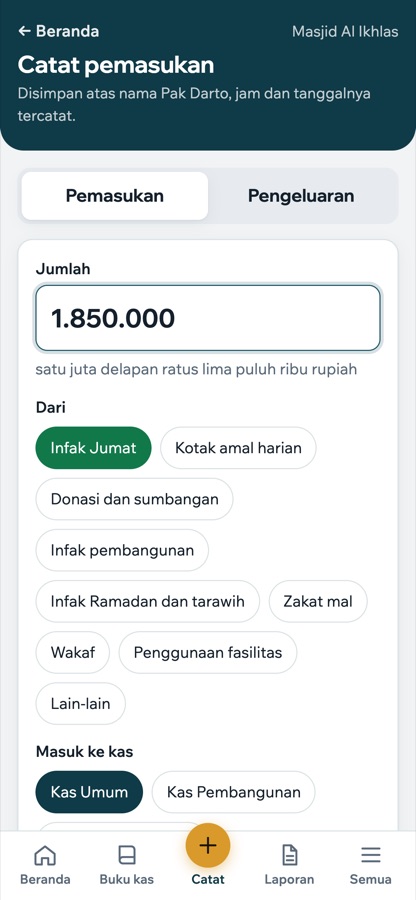 ← Beranda
Masjid Al Ikhlas
Catat pemasukan
Disimpan atas nama Pak Darto, jam dan tanggalnya
tercatat.
Pemasukan
Pengeluaran
Jumlah
1.850.000
satu juta delapan ratus lima puluh ribu rupiah
Dari
Infak Jumat
Kotak amal harian
Donasi dan sumbangan
Infak pembangunan
Infak Ramadan dan tarawih
Zakat mal
Wakaf
Penggunaan fasilitas
Lain-lain
Masuk ke kas
Kas Umum
Kas Pembangunan
Beranda
Buku kas
Catat
Laporan
Semua